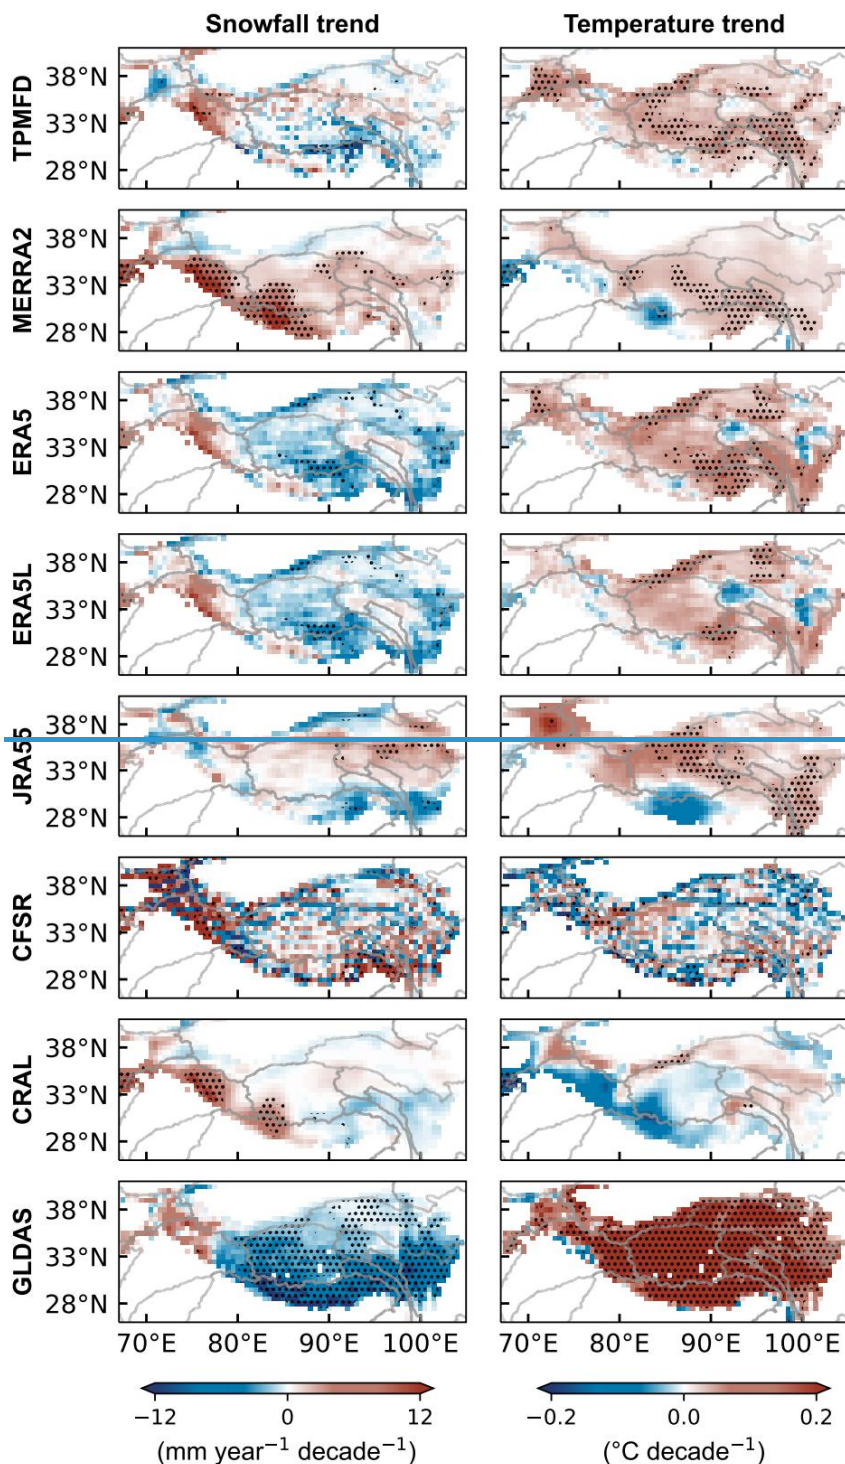 Snowfall trend Temperature trend
TPMFD
38°N
33°N
28°N
MERRA2
38°N
33°N
28°N
ERA5
38°N
33°N
28°N
ERA5L
38°N
33°N
28°N
JRA55
38°N
33°N
28°N
CFSR
38°N
33°N
28°N
CRAL
38°N
33°N
28°N
GLDAS
38°N
33°N
28°N
70°E 80°E 90°E 100°E 70°E 80°E 90°E 100°E
−12 0 12 −0.2 0.0 0.2
(mm year⁻¹ decade⁻¹) (°C decade⁻¹)